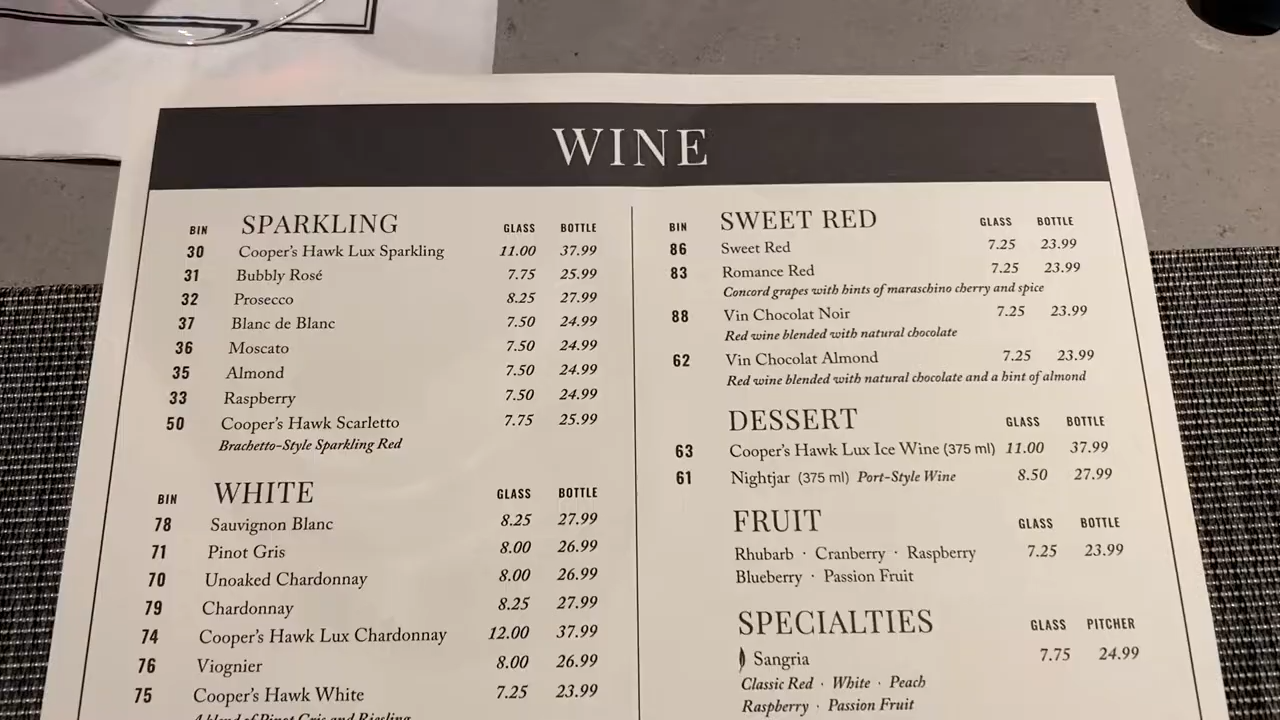 WINE
BIN SPARKLING GLASS BOTTLE
30 Cooper's Hawk Lux Sparkling 11.00 37.99
31 Bubbly Rosé 7.75 25.99
32 Prosecco 8.25 27.99
37 Blanc de Blanc 7.50 24.99
36 Moscato 7.50 24.99
35 Almond 7.50 24.99
33 Raspberry 7.50 24.99
50 Cooper's Hawk Scarletto 7.75 25.99
Brachetto-Style Sparkling Red
BIN WHITE GLASS BOTTLE
78 Sauvignon Blanc 8.25 27.99
71 Pinot Gris 8.00 26.99
70 Unoaked Chardonnay 8.00 26.99
79 Chardonnay 8.25 27.99
74 Cooper's Hawk Lux Chardonnay 12.00 37.99
76 Viognier 8.00 26.99
75 Cooper's Hawk White 7.25 23.99
A blend of Pinot Gris and Riesling
BIN SWEET RED GLASS BOTTLE
86 Sweet Red 7.25 23.99
83 Romance Red 7.25 23.99
Concord grapes with hints of maraschino cherry and spice
88 Vin Chocolat Noir 7.25 23.99
Red wine blended with natural chocolate
62 Vin Chocolat Almond 7.25 23.99
Red wine blended with natural chocolate and a hint of almond
DESSERT GLASS BOTTLE
63 Cooper's Hawk Lux Ice Wine (375 ml) 11.00 37.99
61 Nightjar (375 ml) Port-Style Wine 8.50 27.99
FRUIT GLASS BOTTLE
Rhubarb · Cranberry · Raspberry 7.25 23.99
Blueberry · Passion Fruit
SPECIALTIES GLASS PITCHER
Sangria 7.75 24.99
Classic Red · White · Peach
Raspberry · Passion Fruit